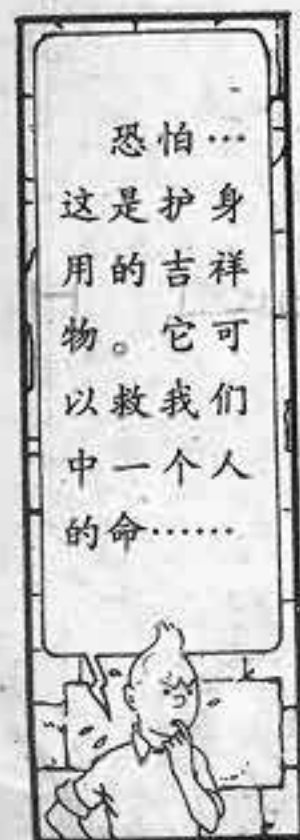 恐怕…
这是护身
用的吉祥
物。它可
以救我们
中一个人
的命……